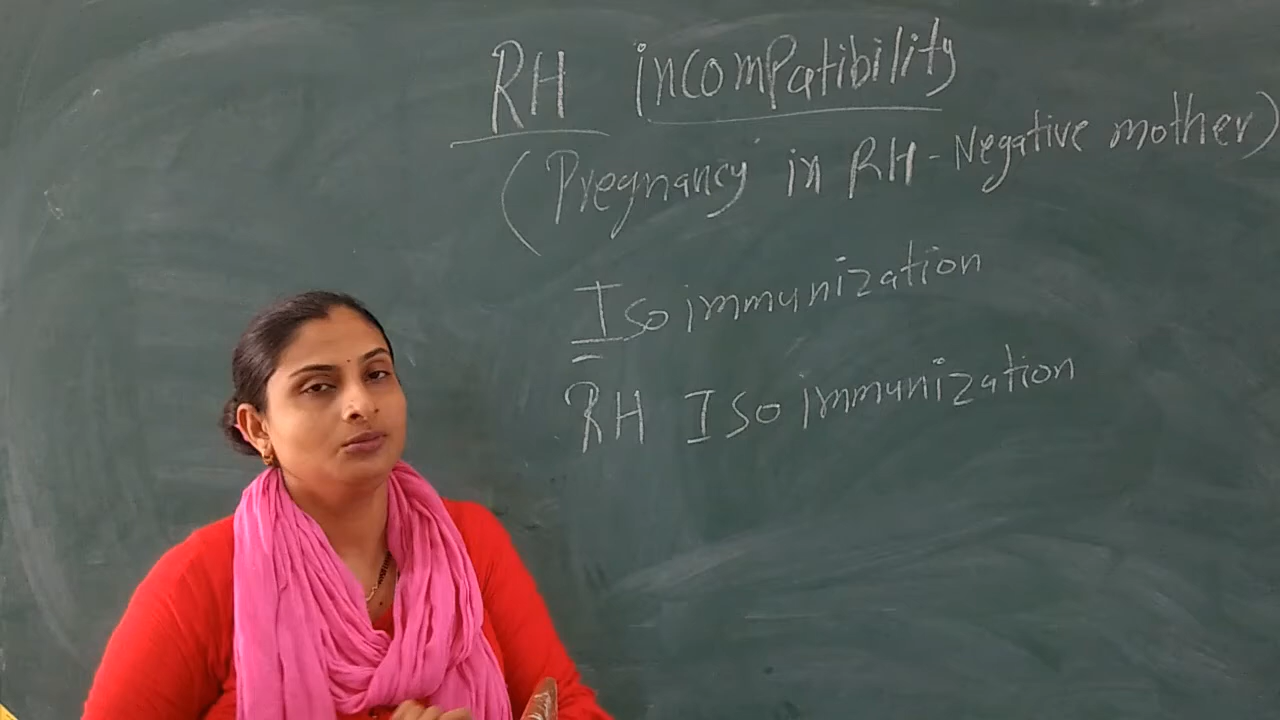 RH incompatibility
(Pregnancy in RH-Negative mother)
Isoimmunization
RH Isoimmunization